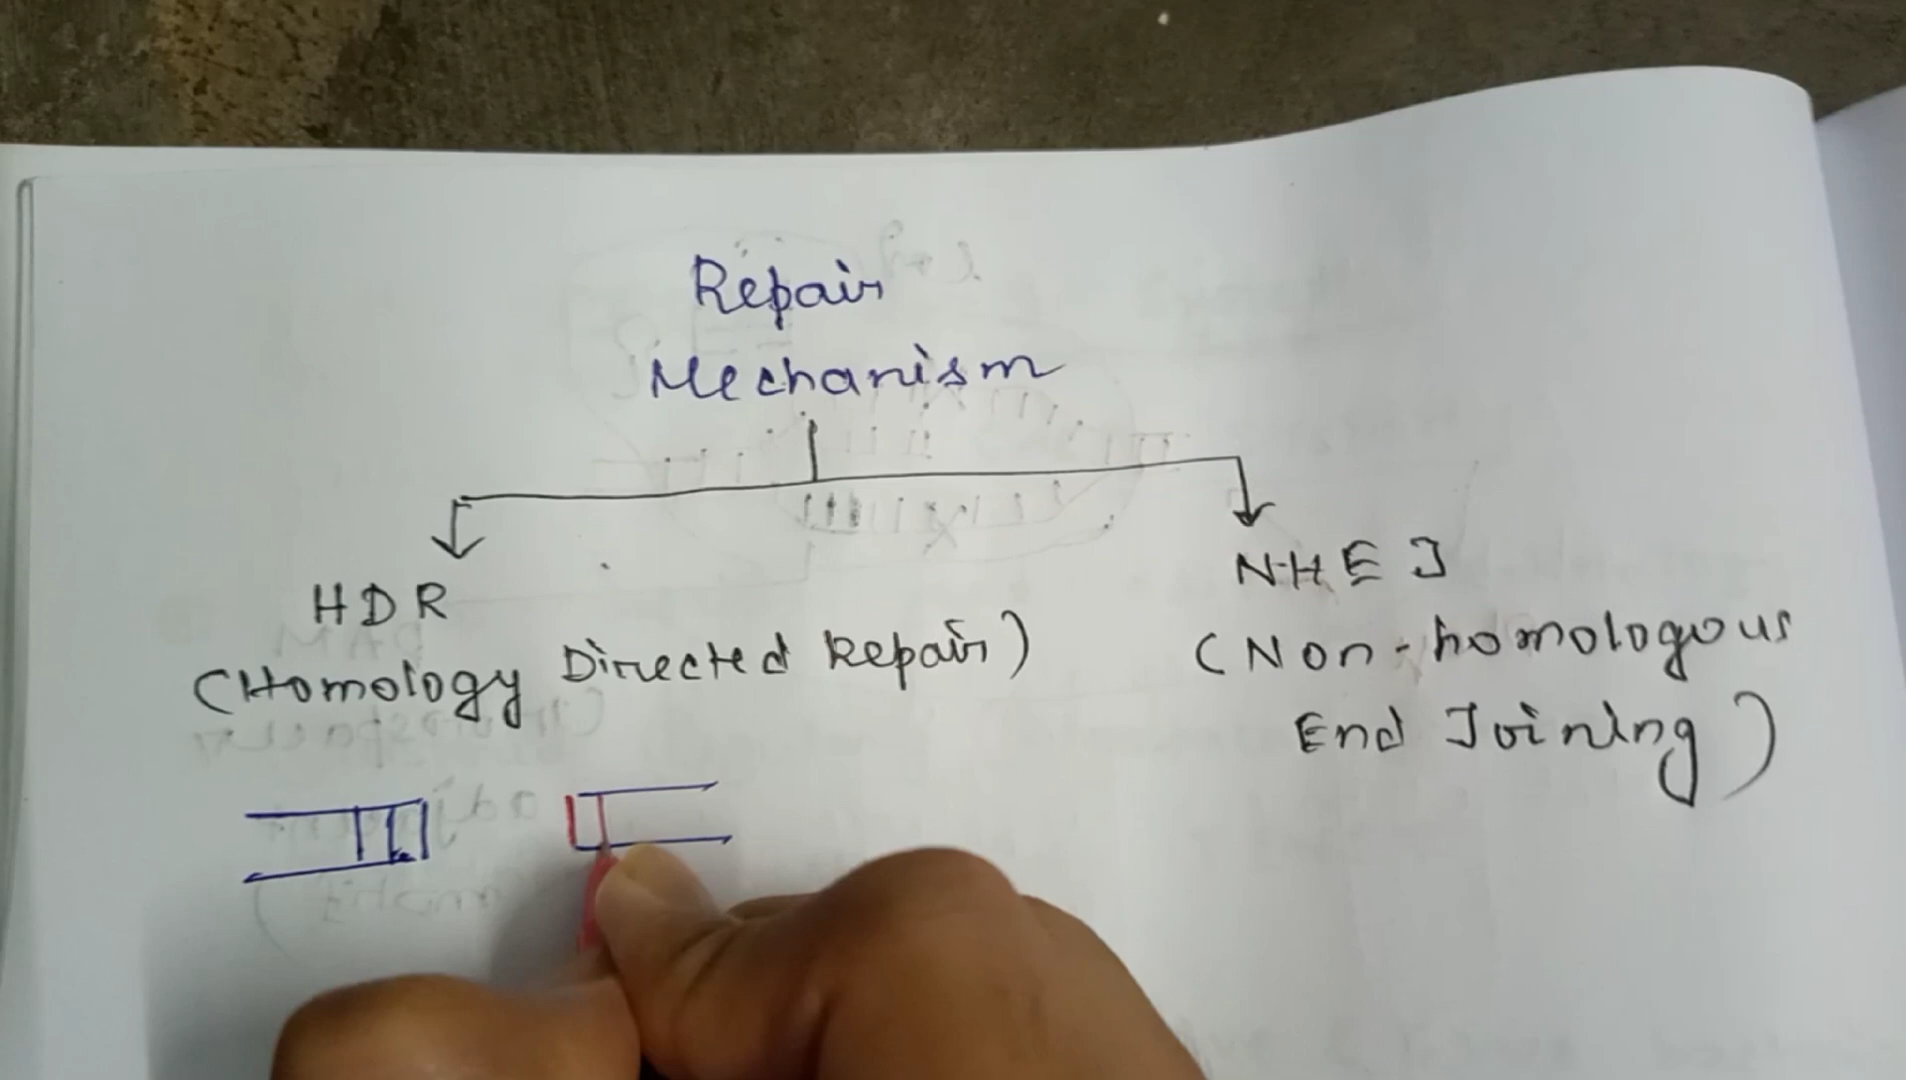 Repair
Mechanism
HDR
(Homology Directed Repair)
NHEJ
(Non-homologous
End Joining)